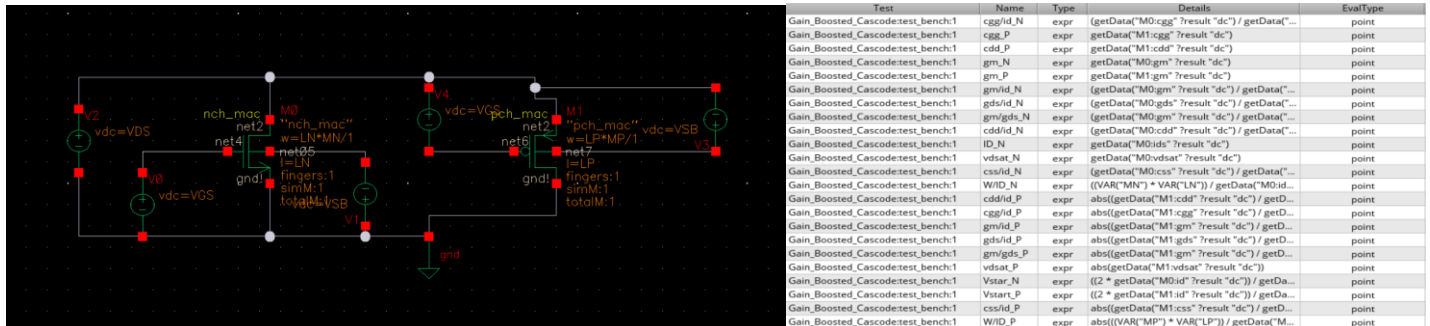 V2
vdc=VDS
V0
vdc=VGS
nch_mac
M0
net2
"nch_mac"
w=LN*MN/1
net4
net05
l=LN
fingers:1
gnd!
simM:1
totalM:1
vdc=VSB
V1
V4
vdc=VGS
pch_mac
M1
net2
"pch_mac"
vdc=VSB
w=LP*MP/1
net6
net7
V3
l=LP
gnd!
fingers:1
simM:1
totalM:1
gnd
Test Name Type Details EvalType
Gain_Boosted_Cascode:test_bench:1 cgg/id_N expr (getData("M0:cgg" ?result "dc") / getData("... point
Gain_Boosted_Cascode:test_bench:1 cgg_P expr getData("M1:cgg" ?result "dc") point
Gain_Boosted_Cascode:test_bench:1 cdd_P expr getData("M1:cdd" ?result "dc") point
Gain_Boosted_Cascode:test_bench:1 gm_N expr getData("M0:gm" ?result "dc") point
Gain_Boosted_Cascode:test_bench:1 gm_P expr getData("M1:gm" ?result "dc") point
Gain_Boosted_Cascode:test_bench:1 gm/id_N expr (getData("M0:gm" ?result "dc") / getData("... point
Gain_Boosted_Cascode:test_bench:1 gds/id_N expr (getData("M0:gds" ?result "dc") / getData("... point
Gain_Boosted_Cascode:test_bench:1 gm/gds_N expr (getData("M0:gm" ?result "dc") / getData("... point
Gain_Boosted_Cascode:test_bench:1 cdd/id_N expr (getData("M0:cdd" ?result "dc") / getData("... point
Gain_Boosted_Cascode:test_bench:1 ID_N expr getData("M0:ids" ?result "dc") point
Gain_Boosted_Cascode:test_bench:1 vdsat_N expr getData("M0:vdsat" ?result "dc") point
Gain_Boosted_Cascode:test_bench:1 css/id_N expr (getData("M0:css" ?result "dc") / getData("... point
Gain_Boosted_Cascode:test_bench:1 W/ID_N expr ((VAR("MN") * VAR("LN")) / getData("M0:id... point
Gain_Boosted_Cascode:test_bench:1 cdd/id_P expr abs((getData("M1:cdd" ?result "dc") / getD... point
Gain_Boosted_Cascode:test_bench:1 cgg/id_P expr abs((getData("M1:cgg" ?result "dc") / getD... point
Gain_Boosted_Cascode:test_bench:1 gm/id_P expr abs((getData("M1:gm" ?result "dc") / getD... point
Gain_Boosted_Cascode:test_bench:1 gds/id_P expr abs((getData("M1:gds" ?result "dc") / getD... point
Gain_Boosted_Cascode:test_bench:1 gm/gds_P expr abs((getData("M1:gm" ?result "dc") / getD... point
Gain_Boosted_Cascode:test_bench:1 vdsat_P expr abs(getData("M1:vdsat" ?result "dc")) point
Gain_Boosted_Cascode:test_bench:1 Vstar_N expr ((2 * getData("M0:id" ?result "dc")) / getDa... point
Gain_Boosted_Cascode:test_bench:1 Vstart_P expr ((2 * getData("M1:id" ?result "dc")) / getDa... point
Gain_Boosted_Cascode:test_bench:1 css/id_P expr abs((getData("M1:css" ?result "dc") / getD... point
Gain_Boosted_Cascode:test_bench:1 W/ID_P expr abs(((VAR("MP") * VAR("LP")) / getData("M... point